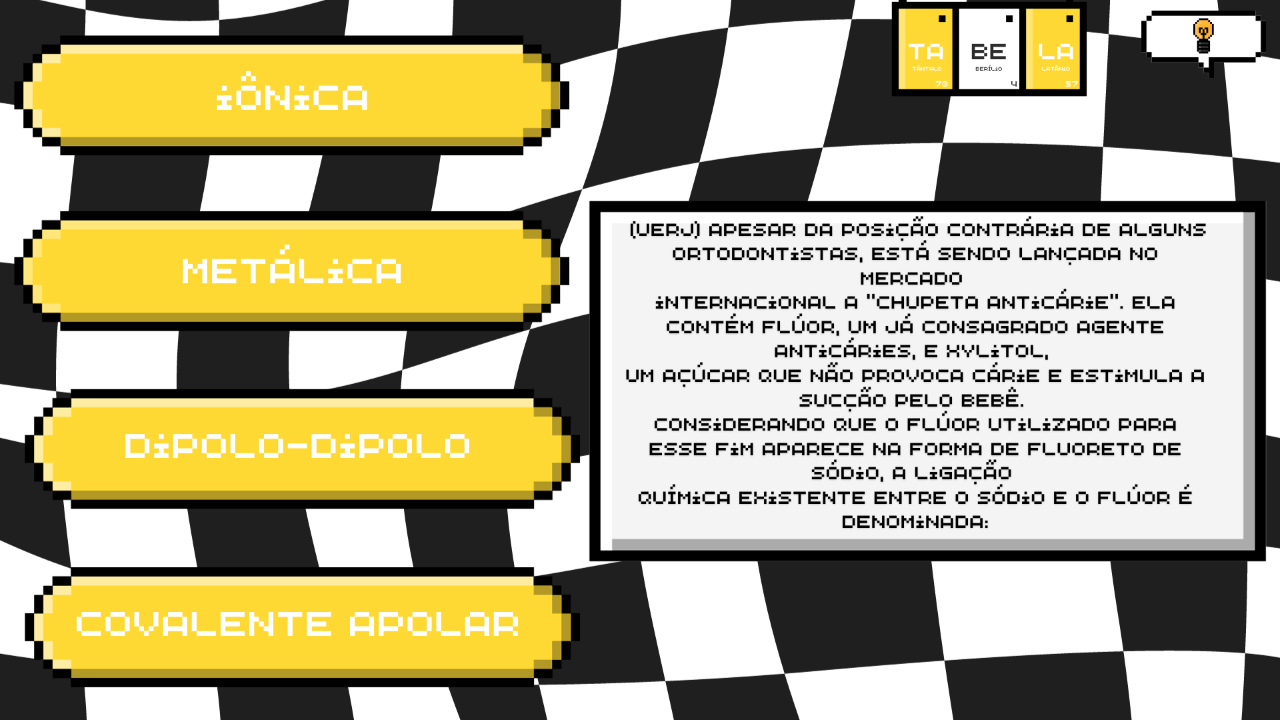 iÔNiCA
METÁLiCA
DiPOLO-DiPOLO
COVALENTE APOLAR
TA BE LA
TÂNTALO BERÍLiO LATÂNiO
73 4 57
(UERJ) APESAR DA POSiÇÃO CONTRÁRiA DE ALGUNS
ORTODONTiSTAS, ESTÁ SENDO LANÇADA NO
MERCADO
iNTERNACiONAL A "CHUPETA ANTiCÁRiE". ELA
CONTÉM FLÚOR, UM JÁ CONSAGRADO AGENTE
ANTiCÁRiES, E XYLiTOL,
UM AÇÚCAR QUE NÃO PROVOCA CÁRiE E ESTiMULA A
SUCÇÃO PELO BEBÊ.
CONSiDERANDO QUE O FLÚOR UTiLiZADO PARA
ESSE FiM APARECE NA FORMA DE FLUORETO DE
SÓDiO, A LiGAÇÃO
QUÍMiCA EXiSTENTE ENTRE O SÓDiO E O FLÚOR É
DENOMiNADA: